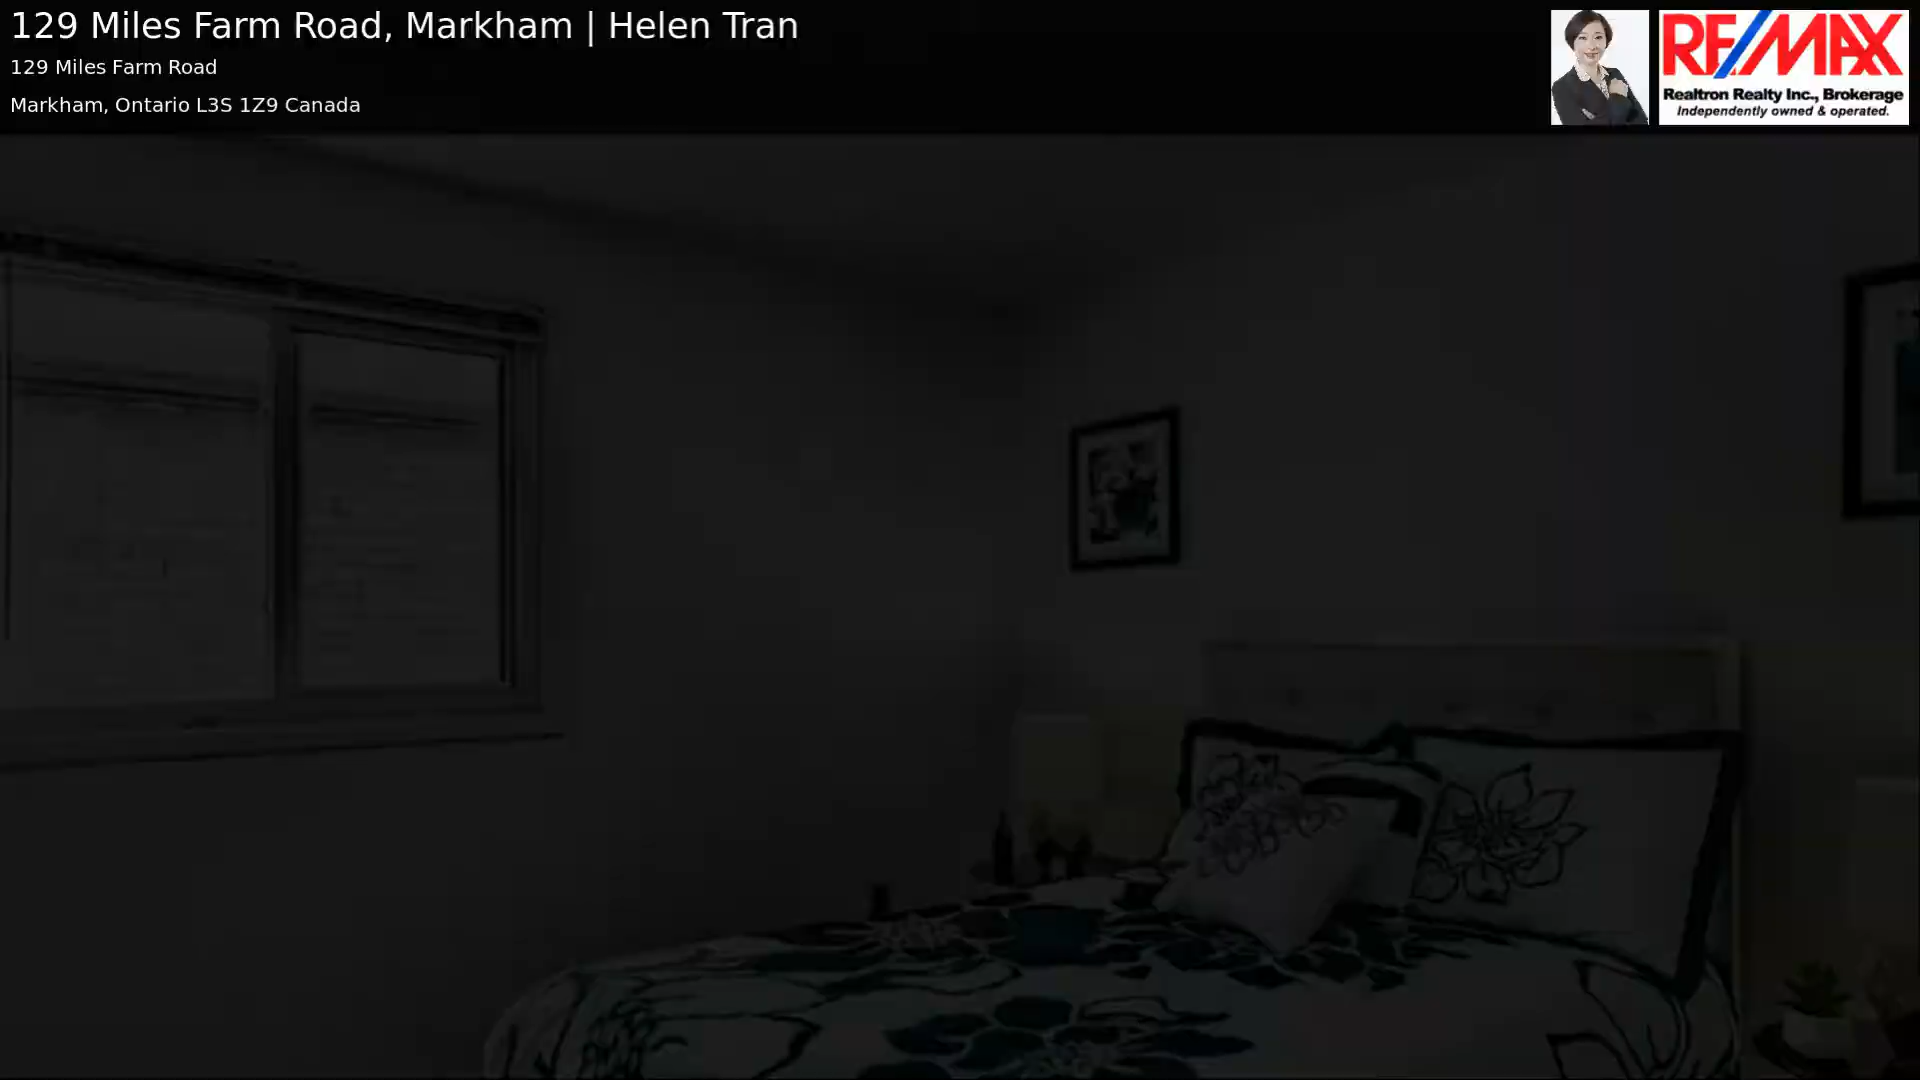 129 Miles Farm Road, Markham | Helen Tran
129 Miles Farm Road
Markham, Ontario L3S 1Z9 Canada
RE/MAX
Realtron Realty Inc., Brokerage
Independently owned & operated.